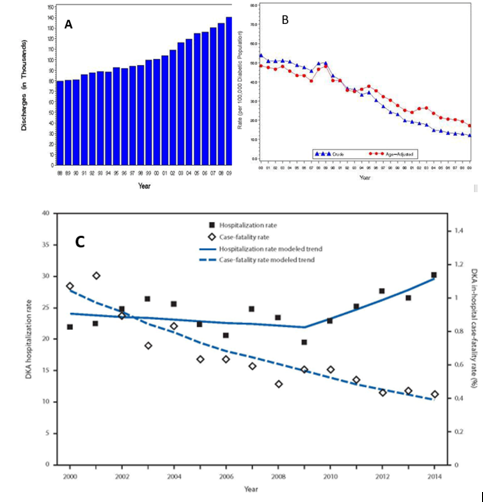 A
Discharges (in Thousands)
150
140
130
120
110
100
90
80
70
60
50
40
30
20
10
0
88 89 90 91 92 93 94 95 96 97 98 99 00 01 02 03 04 05 06 07 08 09
Year
B
Rate (per 100,000 Diabetic Population)
Crude
Age-Adjusted
Year
C
Hospitalization rate
Case-fatality rate
Hospitalization rate modeled trend
Case-fatality rate modeled trend
DKA hospitalization rate
40
35
30
25
20
15
10
5
0
1,4
1,2
1
0,8
0,6
0,4
0,2
0
DKA in-hospital case-fatality rate (%)
2000 2002 2004 2006 2008 2010 2012 2014
Year